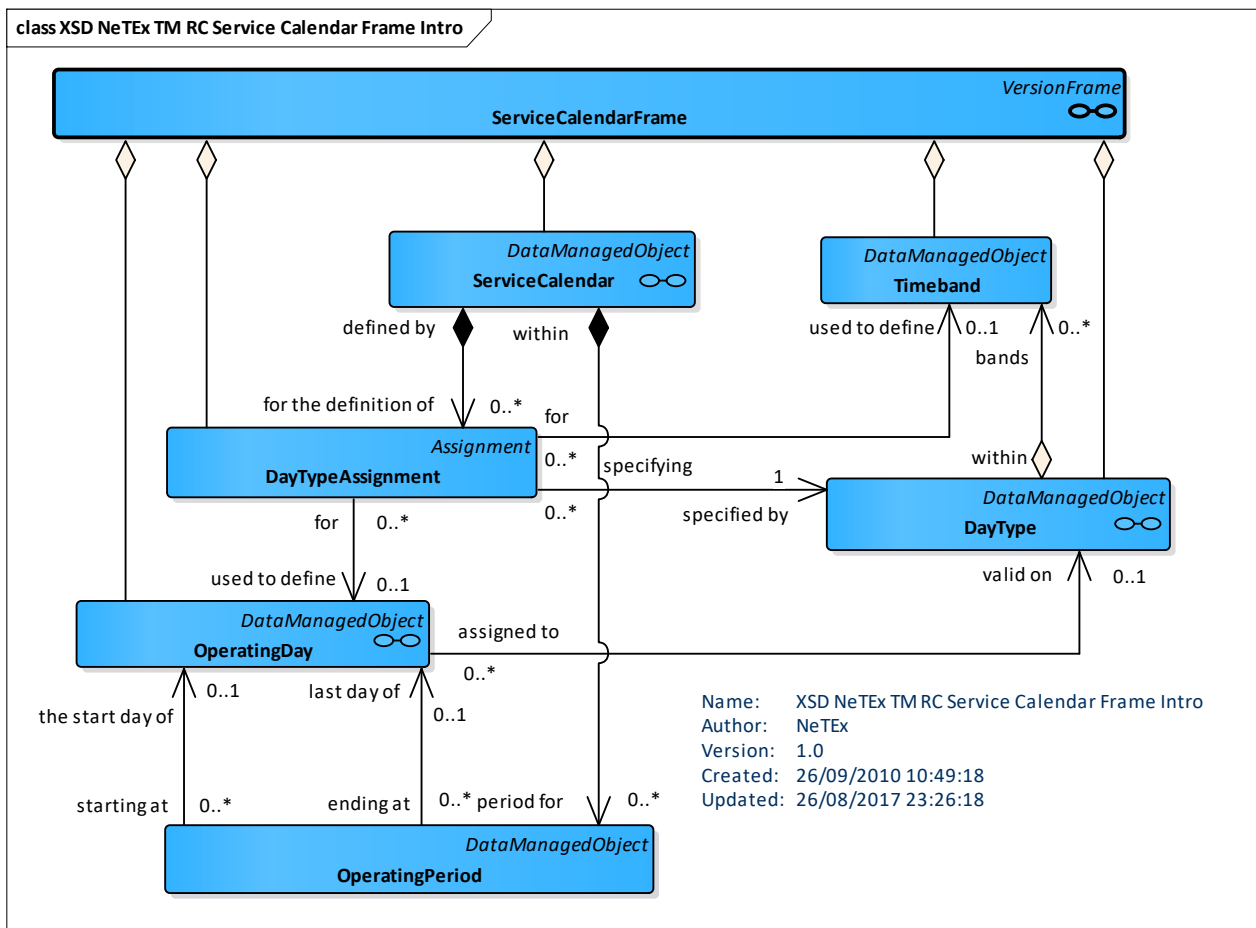 class XSD NeTEx TM RC Service Calendar Frame Intro
VersionFrame
ServiceCalendarFrame
DataManagedObject
ServiceCalendar
DataManagedObject
Timeband
defined by
within
used to define
0..1
0..*
bands
for the definition of
0..*
for
Assignment
DayTypeAssignment
0..*
specifying
1
within
0..*
specified by
DataManagedObject
DayType
for
0..*
used to define
0..1
valid on
0..1
DataManagedObject
OperatingDay
assigned to
0..*
0..1
last day of
the start day of
0..1
Name: XSD NeTEx TM RC Service Calendar Frame Intro
Author: NeTEx
Version: 1.0
Created: 26/09/2010 10:49:18
Updated: 26/08/2017 23:26:18
starting at
0..*
ending at
0..*
period for
0..*
DataManagedObject
OperatingPeriod